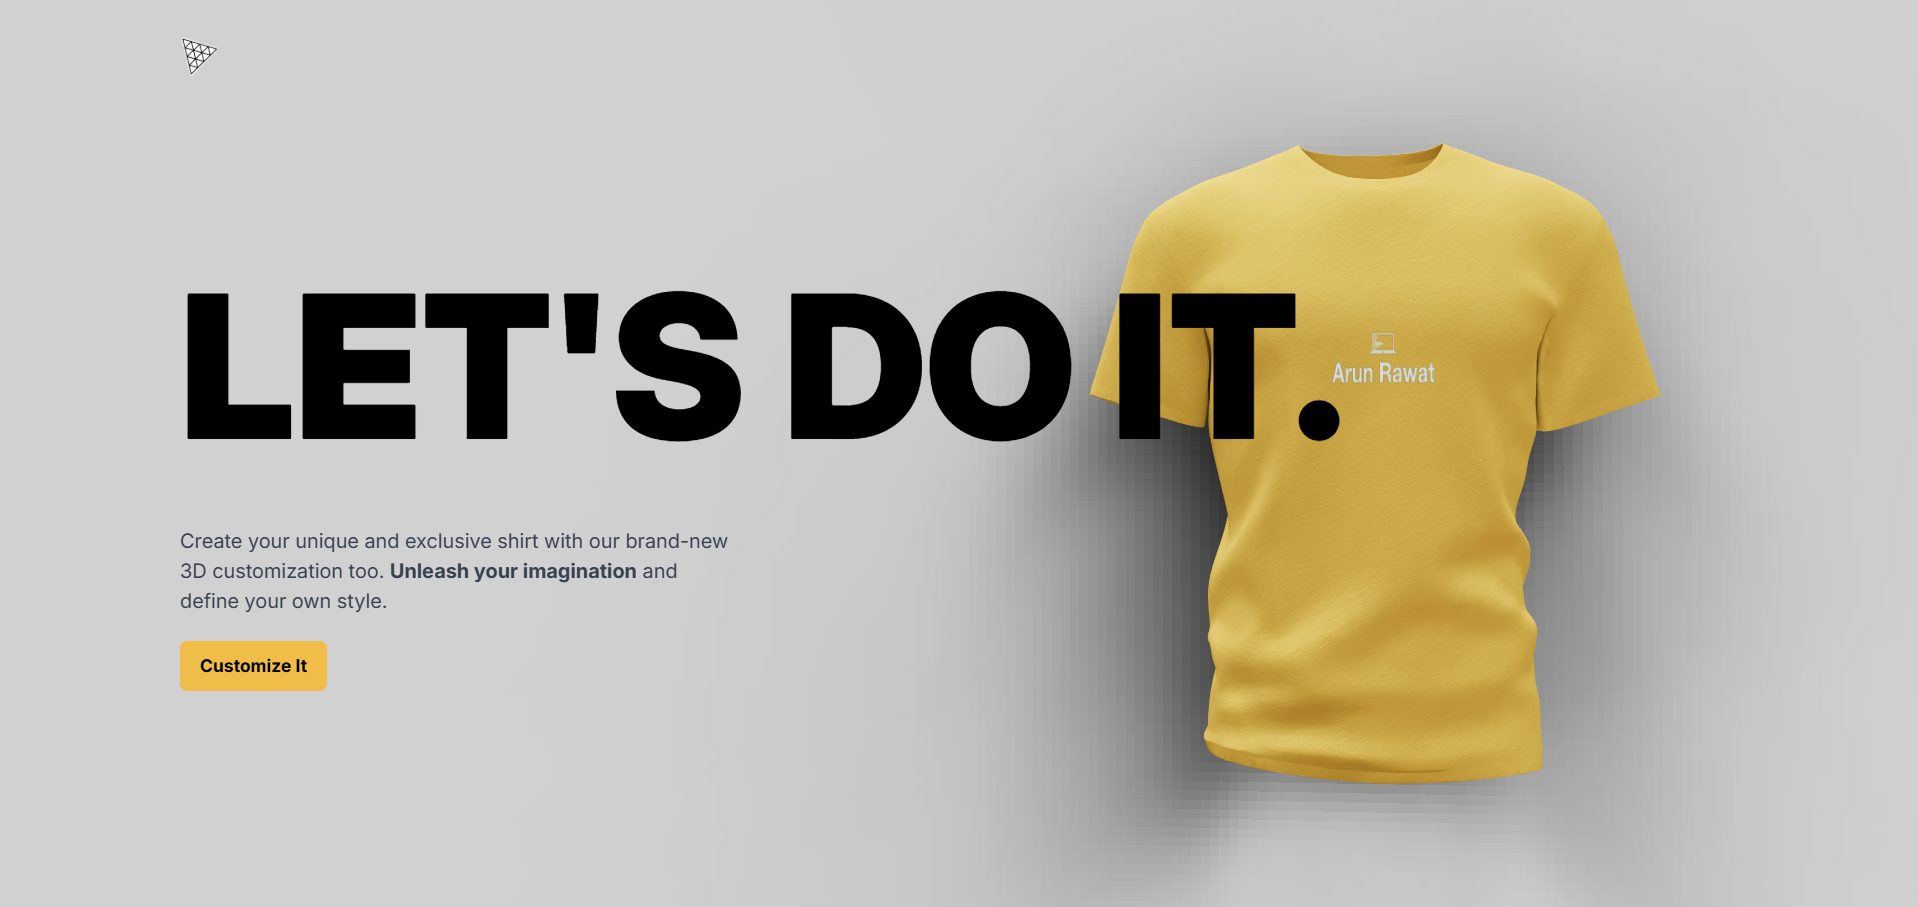 LET'S DO IT.
Arun Rawat
Create your unique and exclusive shirt with our brand-new
3D customization too. Unleash your imagination and
define your own style.
Customize It